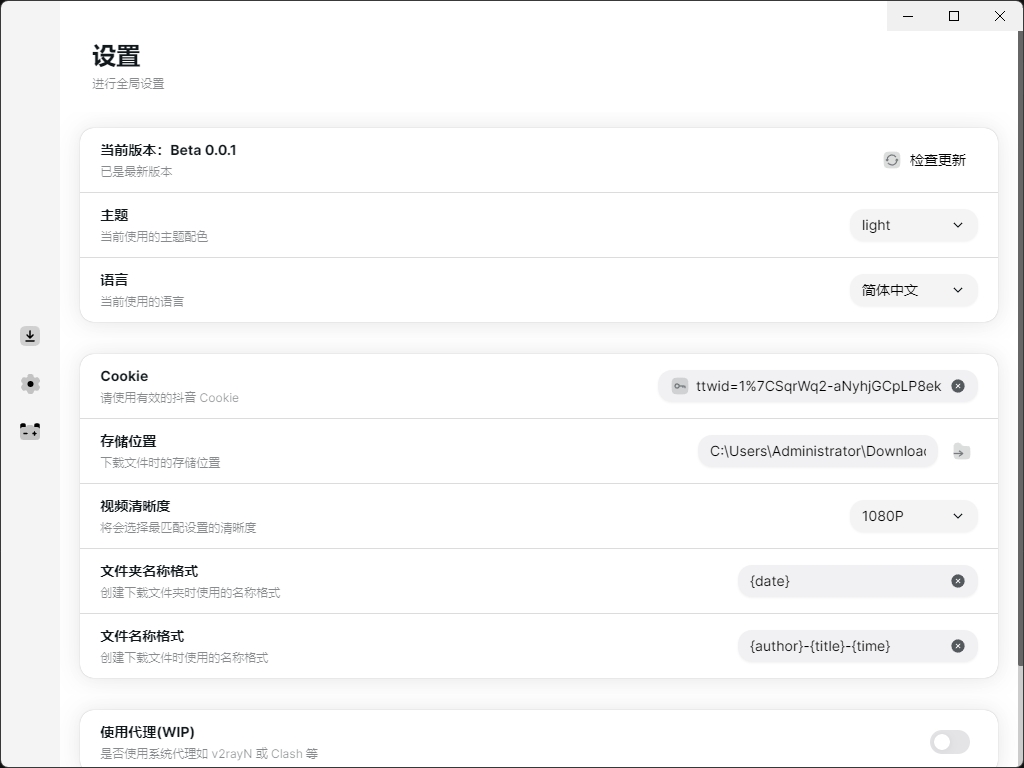 设置
进行全局设置
当前版本：Beta 0.0.1
已是最新版本
检查更新
主题
当前使用的主题配色
light
语言
当前使用的语言
简体中文
Cookie
请使用有效的抖音 Cookie
ttwid=1%7CSqrWq2-aNyhjGCpLP8ek
存储位置
下载文件时的存储位置
C:\Users\Administrator\Downloa
视频清晰度
将会选择最匹配设置的清晰度
1080P
文件夹名称格式
创建下载文件夹时使用的名称格式
{date}
文件名称格式
创建下载文件时使用的名称格式
{author}-{title}-{time}
使用代理(WIP)
是否使用系统代理如 v2rayN 或 Clash 等